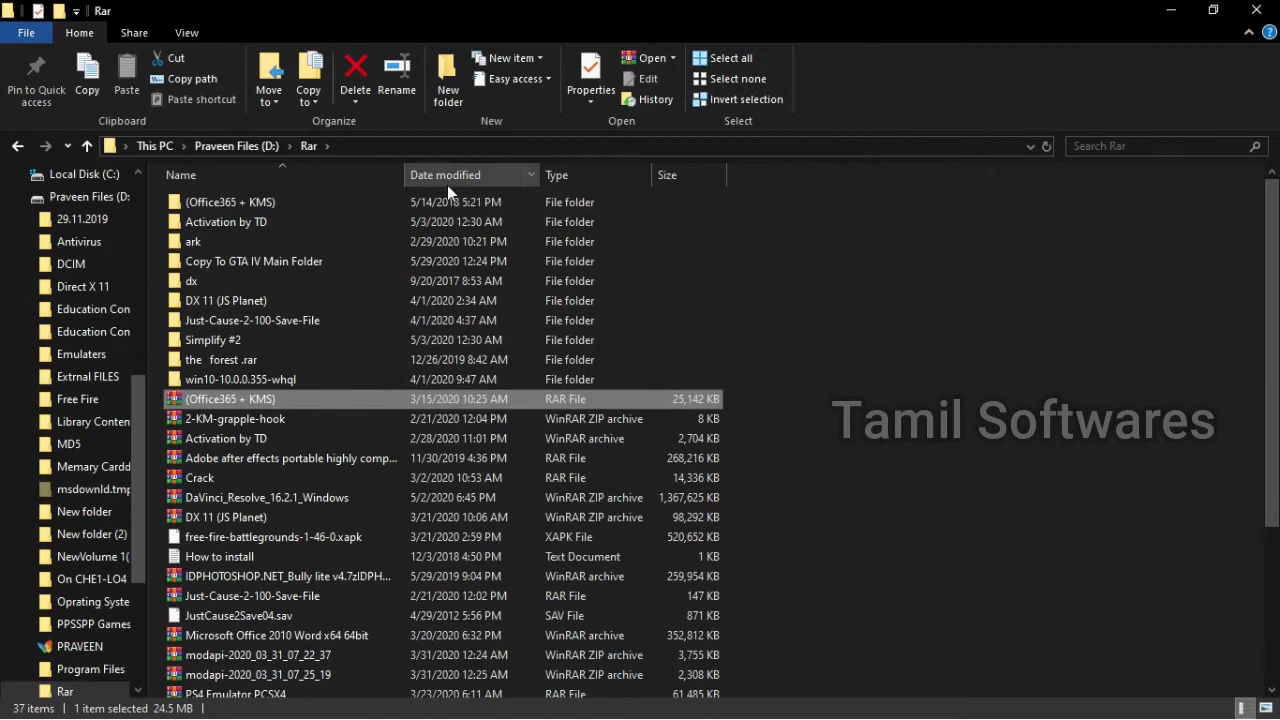 Rar
File Home Share View
Pin to Quick access
Copy
Paste
Cut
Copy path
Paste shortcut
Clipboard
Move to
Copy to
Delete
Rename
Organize
New folder
New item
Easy access
New
Properties
Open
Edit
History
Open
Select all
Select none
Invert selection
Select
This PC › Praveen Files (D:) › Rar ›
Search Rar
Local Disk (C:)
Praveen Files (D:
29.11.2019
Antivirus
DCIM
Direct X 11
Education Con
Education Con
Emulaters
Extrnal FILES
Free Fire
Library Conten
MD5
Memary Cardd
msdownld.tmp
New folder
New folder (2)
NewVolume 1(
On CHE1-LO4
Oprating Syste
PPSSPP Games
PRAVEEN
Program Files
Rar
Name Date modified Type Size
(Office365 + KMS) 5/14/2018 5:21 PM File folder
Activation by TD 5/3/2020 12:30 AM File folder
ark 2/29/2020 10:21 PM File folder
Copy To GTA IV Main Folder 5/29/2020 12:24 PM File folder
dx 9/20/2017 8:53 AM File folder
DX 11 (JS Planet) 4/1/2020 2:34 AM File folder
Just-Cause-2-100-Save-File 4/1/2020 4:37 AM File folder
Simplify #2 5/3/2020 12:30 AM File folder
the forest .rar 12/26/2019 8:42 AM File folder
win10-10.0.0.355-whql 4/1/2020 9:47 AM File folder
(Office365 + KMS) 3/15/2020 10:25 AM RAR File 25,142 KB
2-KM-grapple-hook 2/21/2020 12:04 PM WinRAR ZIP archive 8 KB
Activation by TD 2/28/2020 11:01 PM WinRAR archive 2,704 KB
Adobe after effects portable highly comp... 11/30/2019 4:36 PM RAR File 268,216 KB
Crack 3/2/2020 10:53 AM RAR File 14,336 KB
DaVinci_Resolve_16.2.1_Windows 5/2/2020 6:45 PM WinRAR ZIP archive 1,367,625 KB
DX 11 (JS Planet) 3/21/2020 10:06 AM WinRAR ZIP archive 98,292 KB
free-fire-battlegrounds-1-46-0.xapk 3/21/2020 2:59 PM XAPK File 520,652 KB
How to install 12/3/2018 4:50 PM Text Document 1 KB
IDPHOTOSHOP.NET_Bully lite v4.7zIDPH... 5/29/2019 9:04 PM WinRAR archive 259,954 KB
Just-Cause-2-100-Save-File 2/21/2020 12:02 PM RAR File 147 KB
JustCause2Save04.sav 4/29/2012 5:56 PM SAV File 871 KB
Microsoft Office 2010 Word x64 64bit 3/20/2020 6:32 PM WinRAR archive 352,812 KB
modapi-2020_03_31_07_22_37 3/31/2020 12:24 AM WinRAR ZIP archive 3,755 KB
modapi-2020_03_31_07_25_19 3/31/2020 12:25 AM WinRAR ZIP archive 2,308 KB
PS4 Emulator PCSX4 3/23/2020 6:11 AM WinRAR ZIP archive 61,485 KB
Tamil Softwares
37 items 1 item selected 24.5 MB